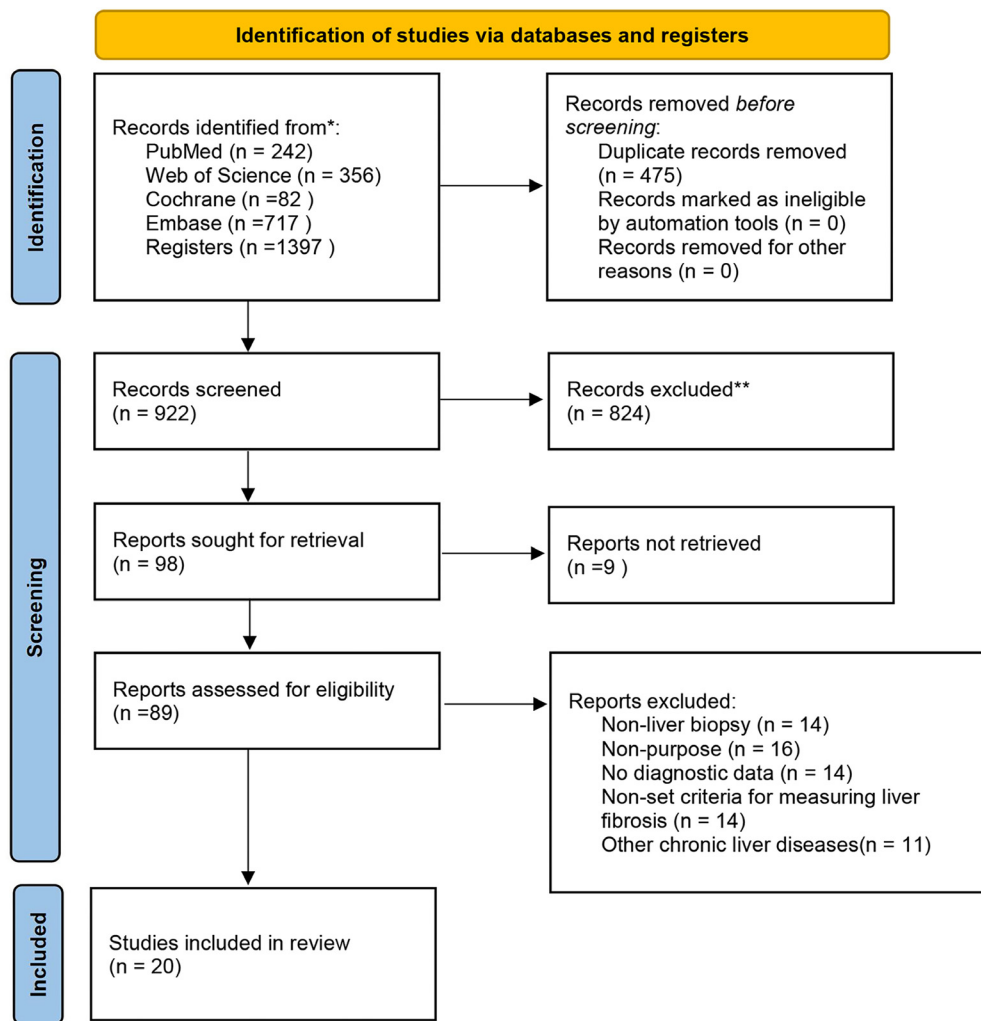 Identification of studies via databases and registers
Identification
Records identified from*:
PubMed (n = 242)
Web of Science (n = 356)
Cochrane (n =82 )
Embase (n =717 )
Registers (n =1397 )
Records removed before
screening:
Duplicate records removed
(n = 475)
Records marked as ineligible
by automation tools (n = 0)
Records removed for other
reasons (n = 0)
Screening
Records screened
(n = 922)
Records excluded**
(n = 824)
Reports sought for retrieval
(n = 98)
Reports not retrieved
(n =9 )
Reports assessed for eligibility
(n =89)
Reports excluded:
Non-liver biopsy (n = 14)
Non-purpose (n = 16)
No diagnostic data (n = 14)
Non-set criteria for measuring liver
fibrosis (n = 14)
Other chronic liver diseases(n = 11)
Included
Studies included in review
(n = 20)